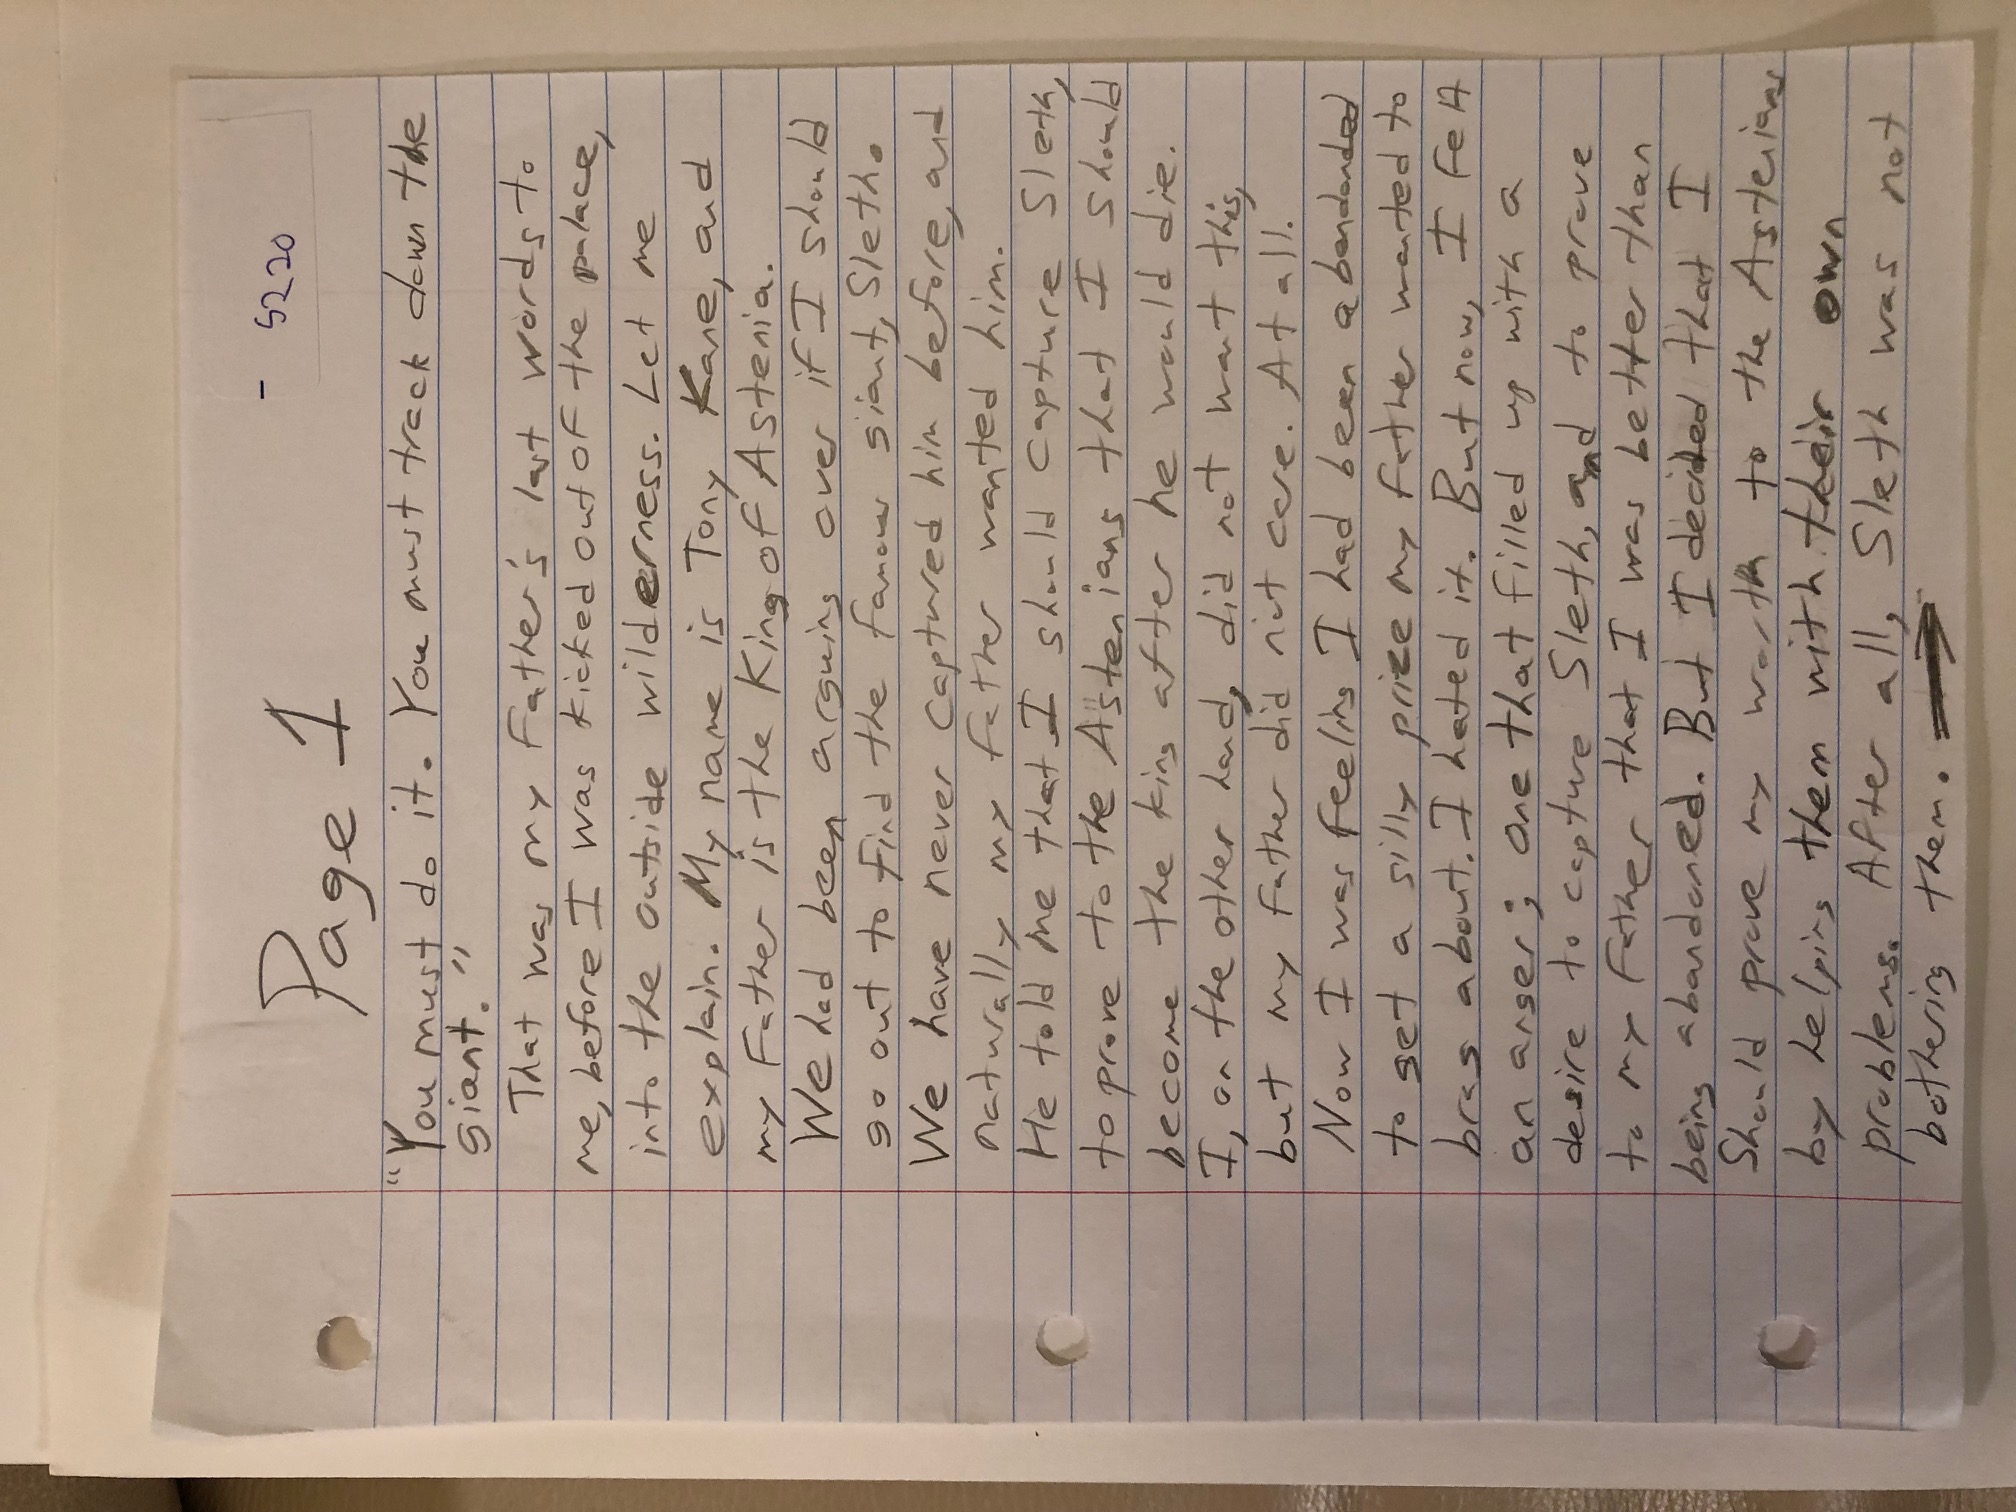 Page 1
- 5220
"You must do it. You must track down the
giant."
That was my Father's last words to
me, before I was kicked out of the palace,
into the outside wilderness. Let me
explain. My name is Tony Kane, and
my Father is the King of Astenia.
We had been arguing over if I should
go out to find the famous giant, Sleth.
We have never captured him before, and
naturally my father wanted him.
He told me that I should capture Sleth,
to prove to the Astenians that I should
become the king after he would die.
I, on the other hand, did not want this,
but my father did not care. At all.
Now I was feeling I had been abandonded
to get a silly prize my father wanted to
brag about. I hated it. But now, I felt
an anger; one that filled up with a
desire to capture Sleth, and to prove
to my father that I was better than
being abandoned. But I decided that I
Should prove my worth to the Astenians
by helping them with their own
problems. After all, Sleth was not
bothering them. →